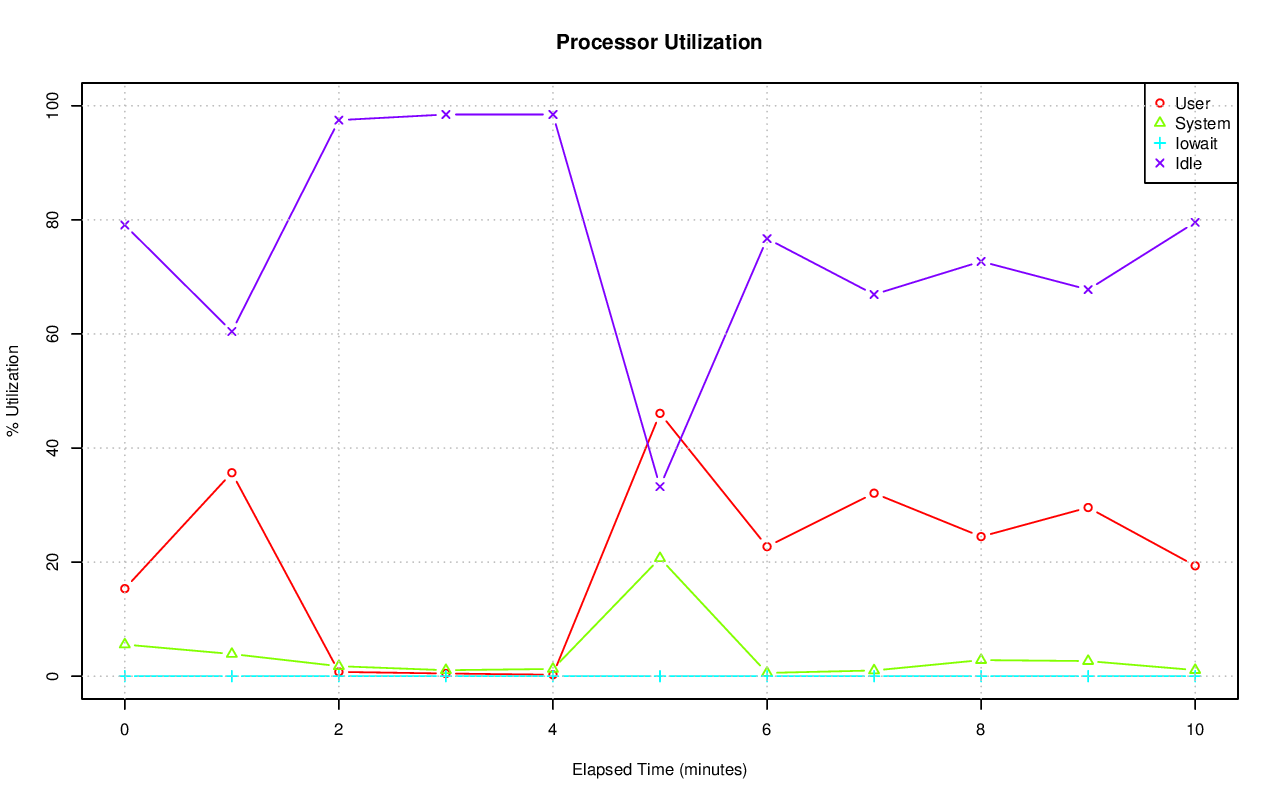 Processor Utilization
User
System
Iowait
Idle
% Utilization
100
80
60
40
20
0
0 2 4 6 8 10
Elapsed Time (minutes)